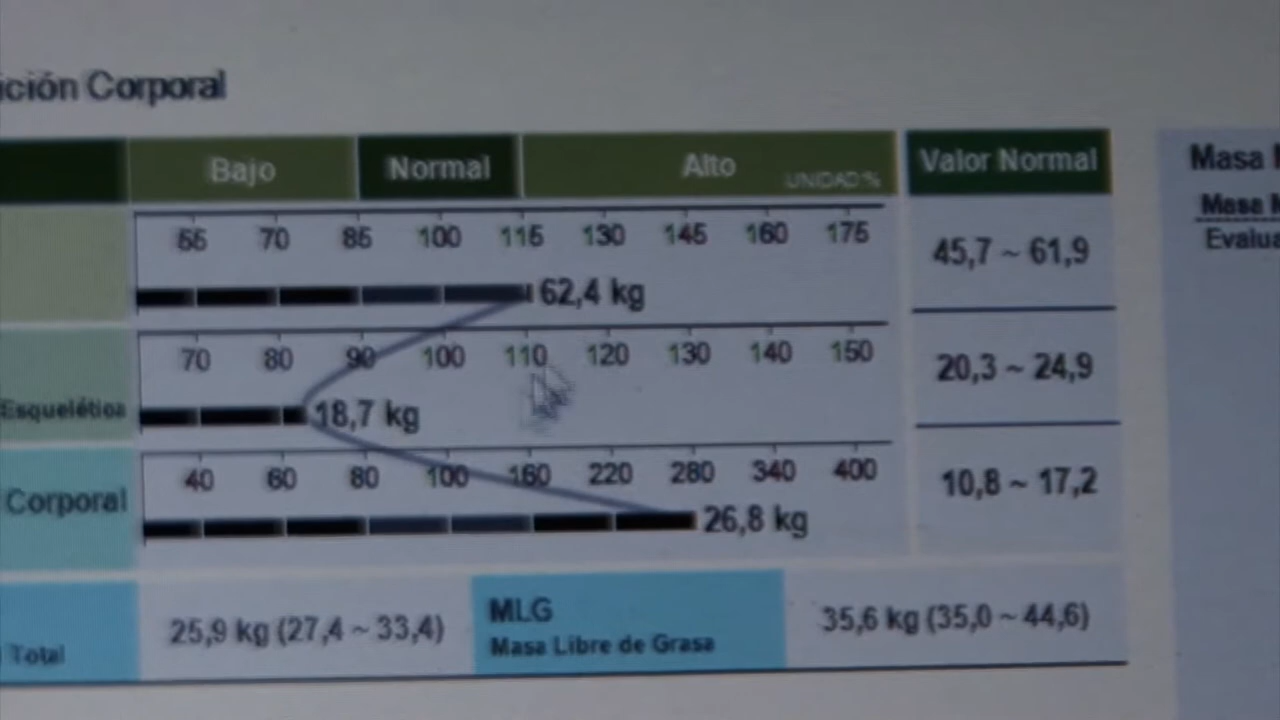 ición Corporal
Bajo Normal Alto UNIDAD % Valor Normal
55 70 85 100 115 130 145 160 175
62,4 kg
45,7 ~ 61,9
70 80 90 100 110 120 130 140 150
Esquelética 18,7 kg
20,3 ~ 24,9
40 60 80 100 160 220 280 340 400
Corporal 26,8 kg
10,8 ~ 17,2
Total 25,9 kg (27,4 ~ 33,4)
MLG
Masa Libre de Grasa
35,6 kg (35,0 ~ 44,6)
Masa
Masa
Evalua